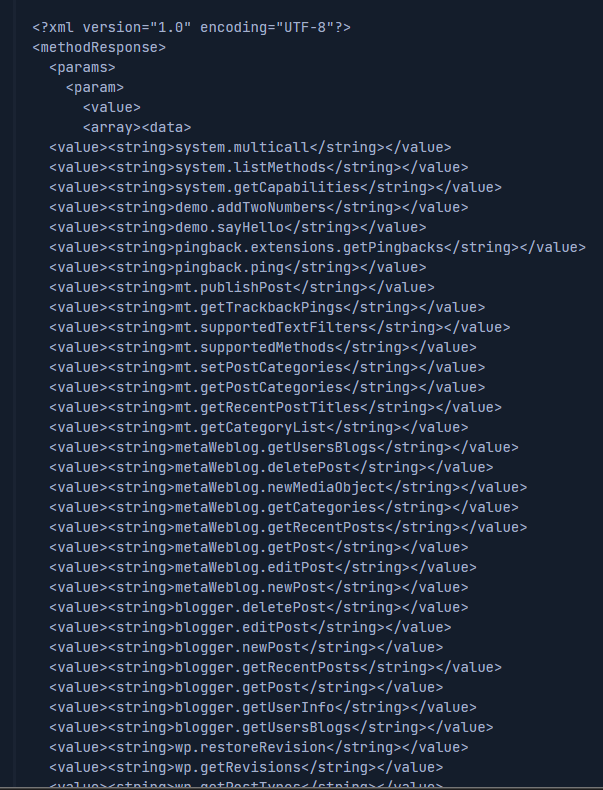 <?xml version="1.0" encoding="UTF-8"?>
<methodResponse>
<params>
<param>
<value>
<array><data>
<value><string>system.multicall</string></value>
<value><string>system.listMethods</string></value>
<value><string>system.getCapabilities</string></value>
<value><string>demo.addTwoNumbers</string></value>
<value><string>demo.sayHello</string></value>
<value><string>pingback.extensions.getPingbacks</string></value>
<value><string>pingback.ping</string></value>
<value><string>mt.publishPost</string></value>
<value><string>mt.getTrackbackPings</string></value>
<value><string>mt.supportedTextFilters</string></value>
<value><string>mt.supportedMethods</string></value>
<value><string>mt.setPostCategories</string></value>
<value><string>mt.getPostCategories</string></value>
<value><string>mt.getRecentPostTitles</string></value>
<value><string>mt.getCategoryList</string></value>
<value><string>metaWeblog.getUsersBlogs</string></value>
<value><string>metaWeblog.deletePost</string></value>
<value><string>metaWeblog.newMediaObject</string></value>
<value><string>metaWeblog.getCategories</string></value>
<value><string>metaWeblog.getRecentPosts</string></value>
<value><string>metaWeblog.getPost</string></value>
<value><string>metaWeblog.editPost</string></value>
<value><string>metaWeblog.newPost</string></value>
<value><string>blogger.deletePost</string></value>
<value><string>blogger.editPost</string></value>
<value><string>blogger.newPost</string></value>
<value><string>blogger.getRecentPosts</string></value>
<value><string>blogger.getPost</string></value>
<value><string>blogger.getUserInfo</string></value>
<value><string>blogger.getUsersBlogs</string></value>
<value><string>wp.restoreRevision</string></value>
<value><string>wp.getRevisions</string></value>
<value><string>wp.getPostTypes</string></value>